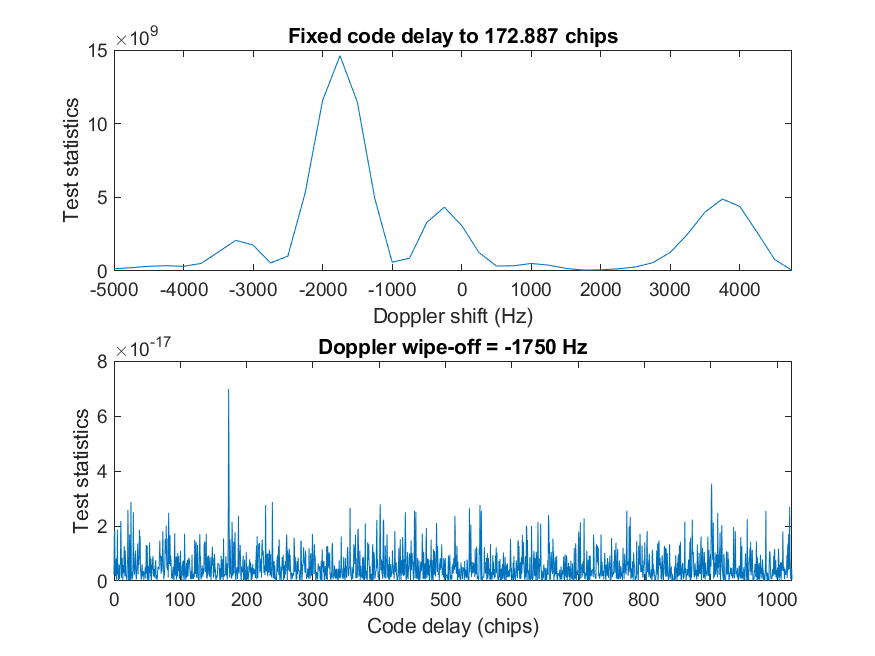 Fixed code delay to 172.887 chips
×10^9
15
10
5
0
Test statistics
-5000 -4000 -3000 -2000 -1000 0 1000 2000 3000 4000
Doppler shift (Hz)
Doppler wipe-off = -1750 Hz
×10^-17
8
6
4
2
0
Test statistics
0 100 200 300 400 500 600 700 800 900 1000
Code delay (chips)